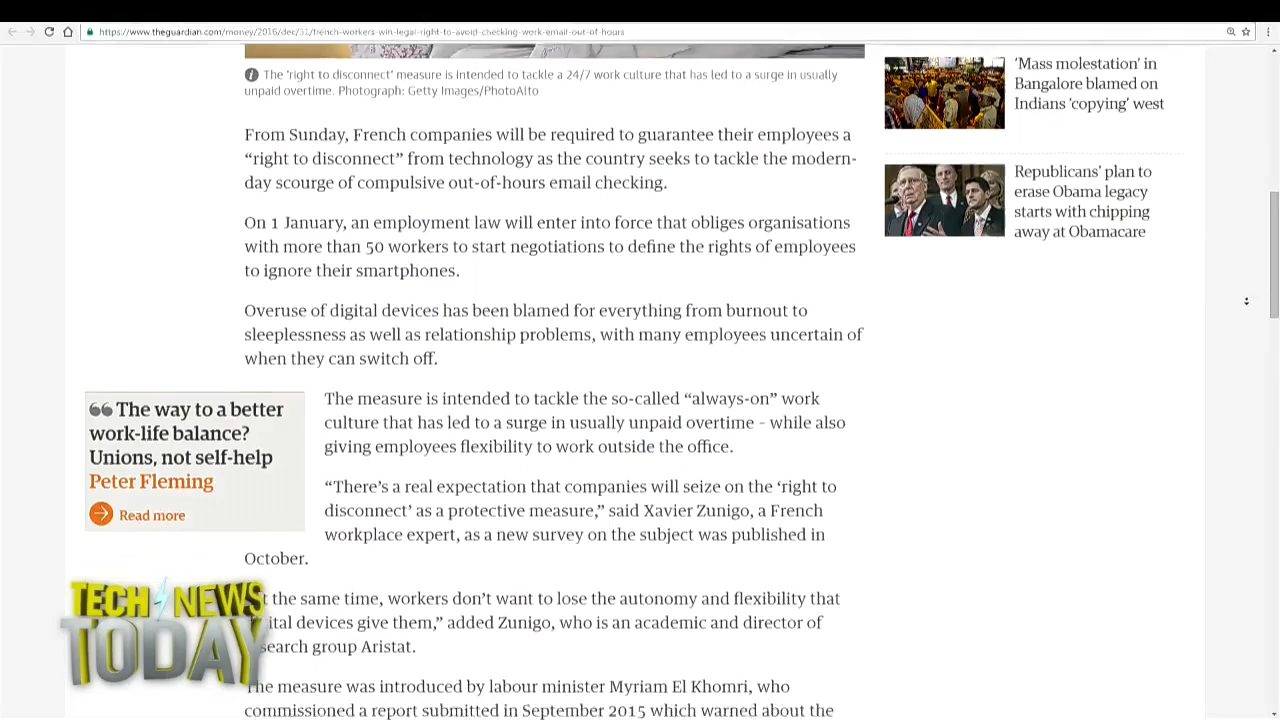 https://www.theguardian.com/money/2016/dec/31/french-workers-win-legal-right-to-avoid-checking-work-email-out-of-hours
The 'right to disconnect' measure is intended to tackle a 24/7 work culture that has led to a surge in usually
unpaid overtime. Photograph: Getty Images/PhotoAlto
From Sunday, French companies will be required to guarantee their employees a
“right to disconnect” from technology as the country seeks to tackle the modern-
day scourge of compulsive out-of-hours email checking.
On 1 January, an employment law will enter into force that obliges organisations
with more than 50 workers to start negotiations to define the rights of employees
to ignore their smartphones.
Overuse of digital devices has been blamed for everything from burnout to
sleeplessness as well as relationship problems, with many employees uncertain of
when they can switch off.
The way to a better
work-life balance?
Unions, not self-help
Peter Fleming
Read more
The measure is intended to tackle the so-called “always-on” work
culture that has led to a surge in usually unpaid overtime – while also
giving employees flexibility to work outside the office.
“There’s a real expectation that companies will seize on the ‘right to
disconnect’ as a protective measure,” said Xavier Zunigo, a French
workplace expert, as a new survey on the subject was published in
October.
the same time, workers don’t want to lose the autonomy and flexibility that
devices give them,” added Zunigo, who is an academic and director of
group Aristat.
The measure was introduced by labour minister Myriam El Khomri, who
commissioned a report submitted in September 2015 which warned about the
‘Mass molestation’ in
Bangalore blamed on
Indians ‘copying’ west
Republicans’ plan to
erase Obama legacy
starts with chipping
away at Obamacare
TECH NEWS
TODAY